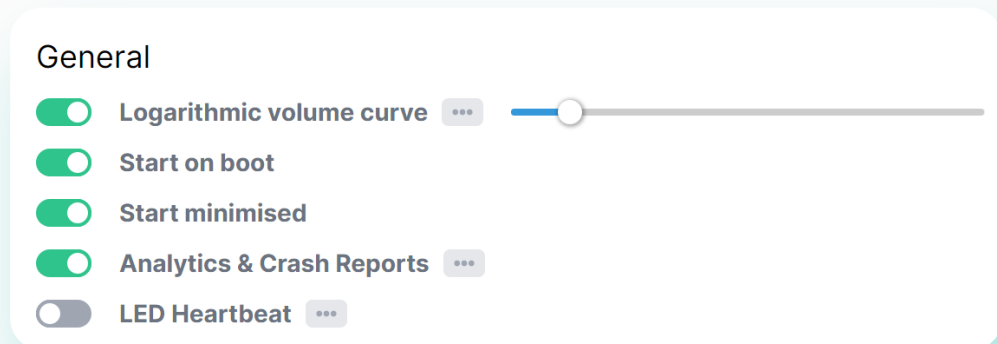 General
Logarithmic volume curve •••
Start on boot
Start minimised
Analytics & Crash Reports •••
LED Heartbeat •••